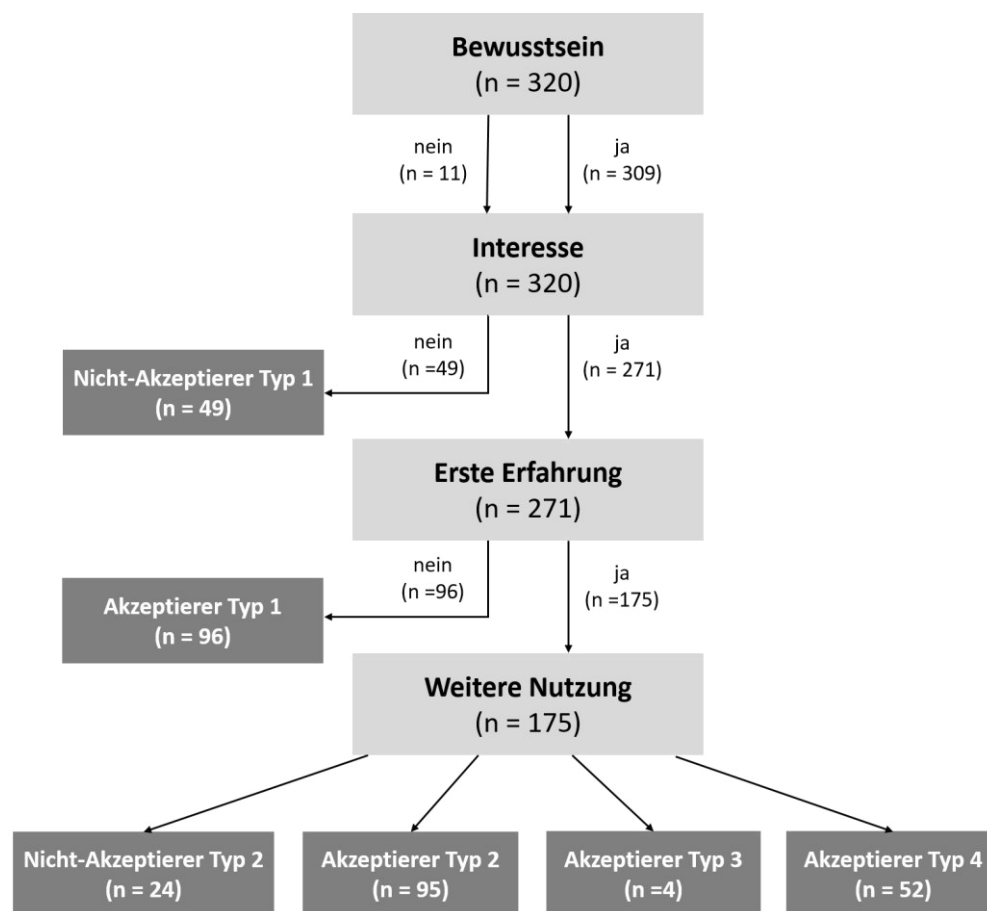 Bewusstsein
(n = 320)
nein
(n = 11)
ja
(n = 309)
Interesse
(n = 320)
nein
(n =49)
ja
(n = 271)
Nicht-Akzeptierer Typ 1
(n = 49)
Erste Erfahrung
(n = 271)
nein
(n =96)
ja
(n =175)
Akzeptierer Typ 1
(n = 96)
Weitere Nutzung
(n = 175)
Nicht-Akzeptierer Typ 2
(n = 24)
Akzeptierer Typ 2
(n = 95)
Akzeptierer Typ 3
(n =4)
Akzeptierer Typ 4
(n = 52)